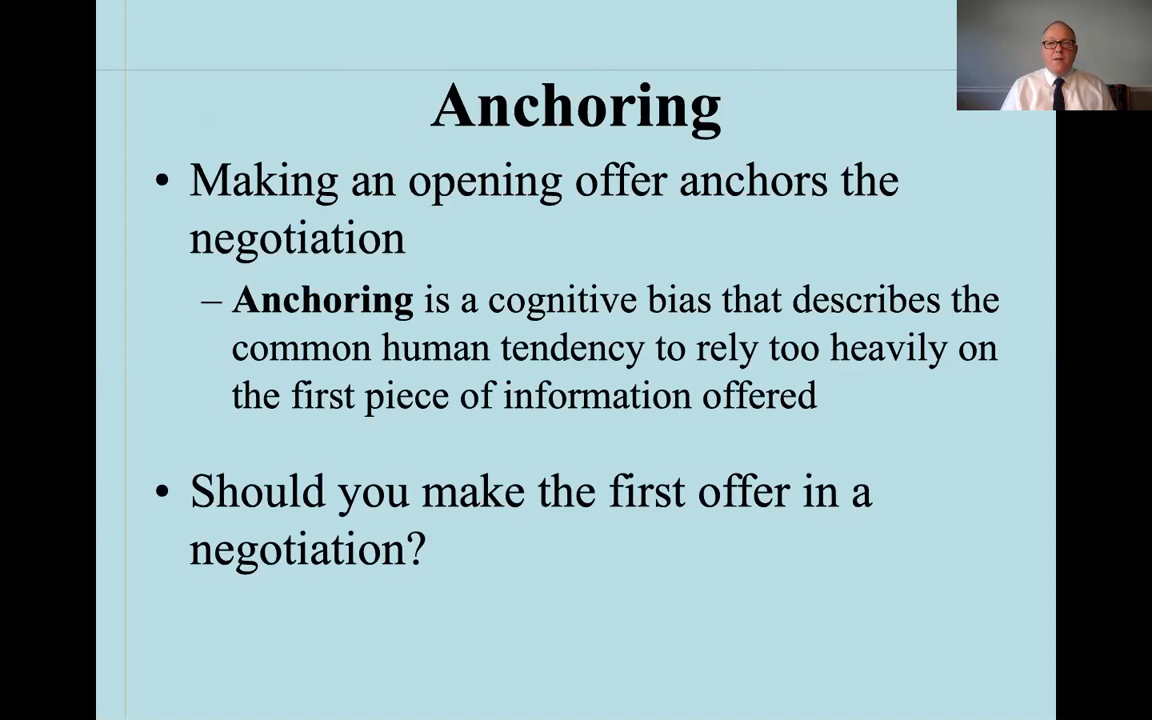 Anchoring
• Making an opening offer anchors the
negotiation
– Anchoring is a cognitive bias that describes the
common human tendency to rely too heavily on
the first piece of information offered
• Should you make the first offer in a
negotiation?